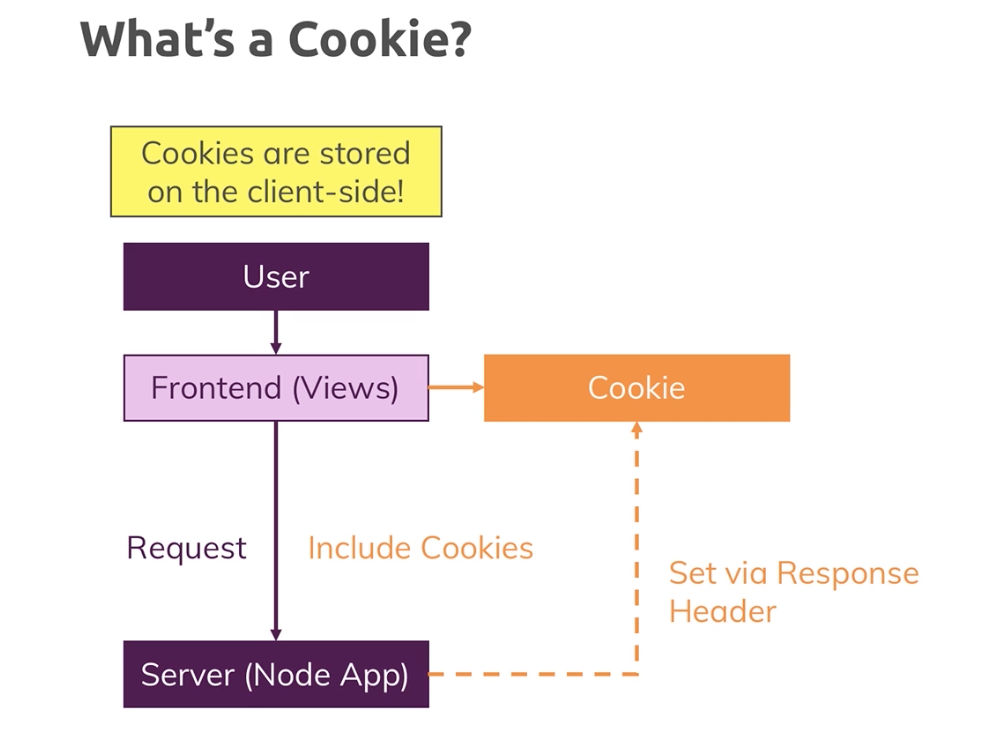 What's a Cookie?
Cookies are stored
on the client-side!
User
Frontend (Views)
Cookie
Request
Include Cookies
Set via Response
Header
Server (Node App)